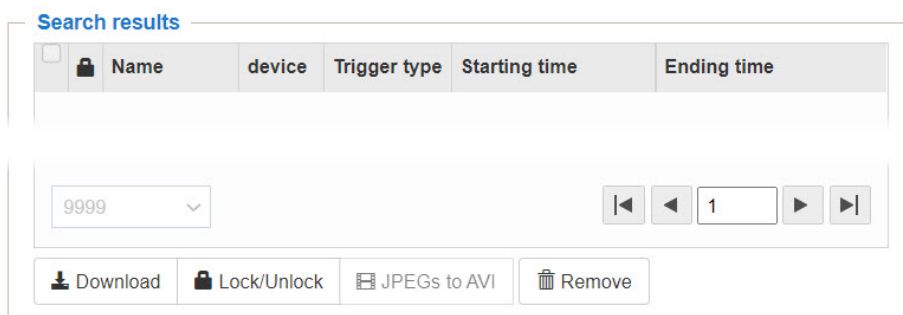 Search results
Name device Trigger type Starting time Ending time
9999 1
Download Lock/Unlock JPEGs to AVI Remove